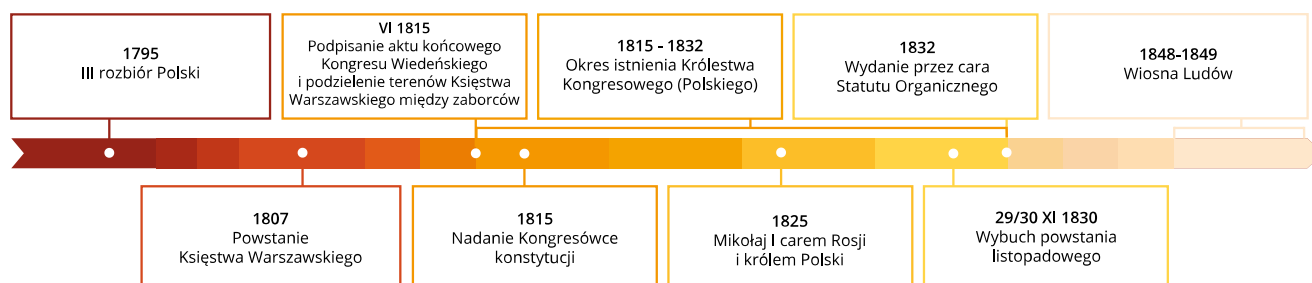 1795
III rozbiór Polski
VI 1815
Podpisanie aktu końcowego
Kongresu Wiedeńskiego
i podzielenie terenów Księstwa
Warszawskiego między zaborców
1815 - 1832
Okres istnienia Królestwa
Kongresowego (Polskiego)
1832
Wydanie przez cara
Statutu Organicznego
1848-1849
Wiosna Ludów
1807
Powstanie
Księstwa Warszawskiego
1815
Nadanie Kongresówce
konstytucji
1825
Mikołaj I carem Rosji
i królem Polski
29/30 XI 1830
Wybuch powstania
listopadowego